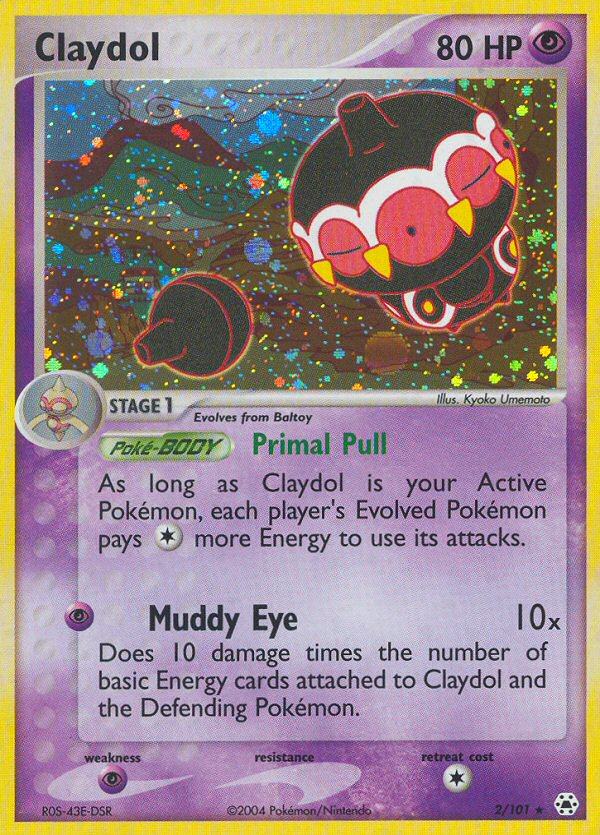 Claydol
80 HP
Illus. Kyoko Umemoto
STAGE 1
Evolves from Baltoy
Poké-BODY Primal Pull
As long as Claydol is your Active
Pokémon, each player's Evolved Pokémon
pays more Energy to use its attacks.
Muddy Eye 10x
Does 10 damage times the number of
basic Energy cards attached to Claydol and
the Defending Pokémon.
weakness resistance retreat cost
R0S-43E-DSR ©2004 Pokémon/Nintendo 2/101 ★